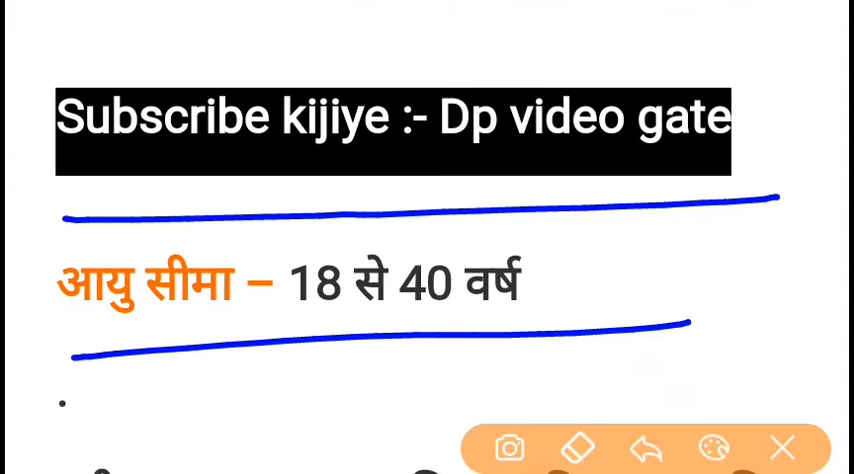 Subscribe kijiye :- Dp video gate
आयु सीमा – 18 से 40 वर्ष
.